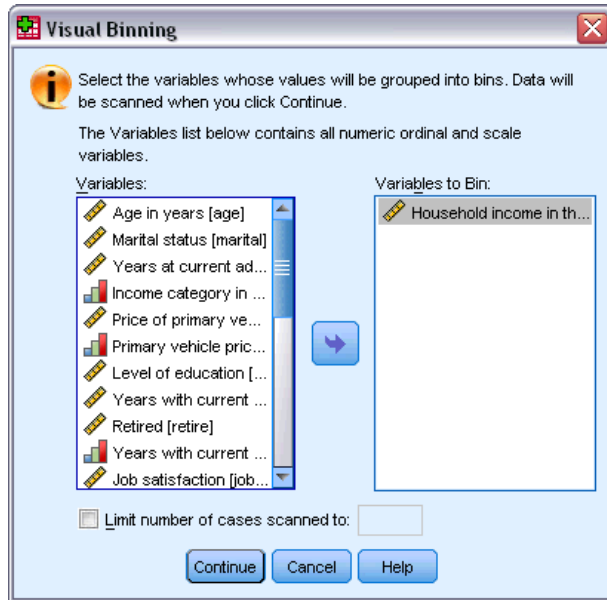 Visual Binning
Select the variables whose values will be grouped into bins. Data will
be scanned when you click Continue.
The Variables list below contains all numeric ordinal and scale
variables.
Variables:
Age in years [age]
Marital status [marital]
Years at current ad...
Income category in ...
Price of primary ve...
Primary vehicle pric...
Level of education [...
Years with current ...
Retired [retire]
Years with current ...
Job satisfaction [job...
Variables to Bin:
Household income in th...
Limit number of cases scanned to:
Continue
Cancel
Help